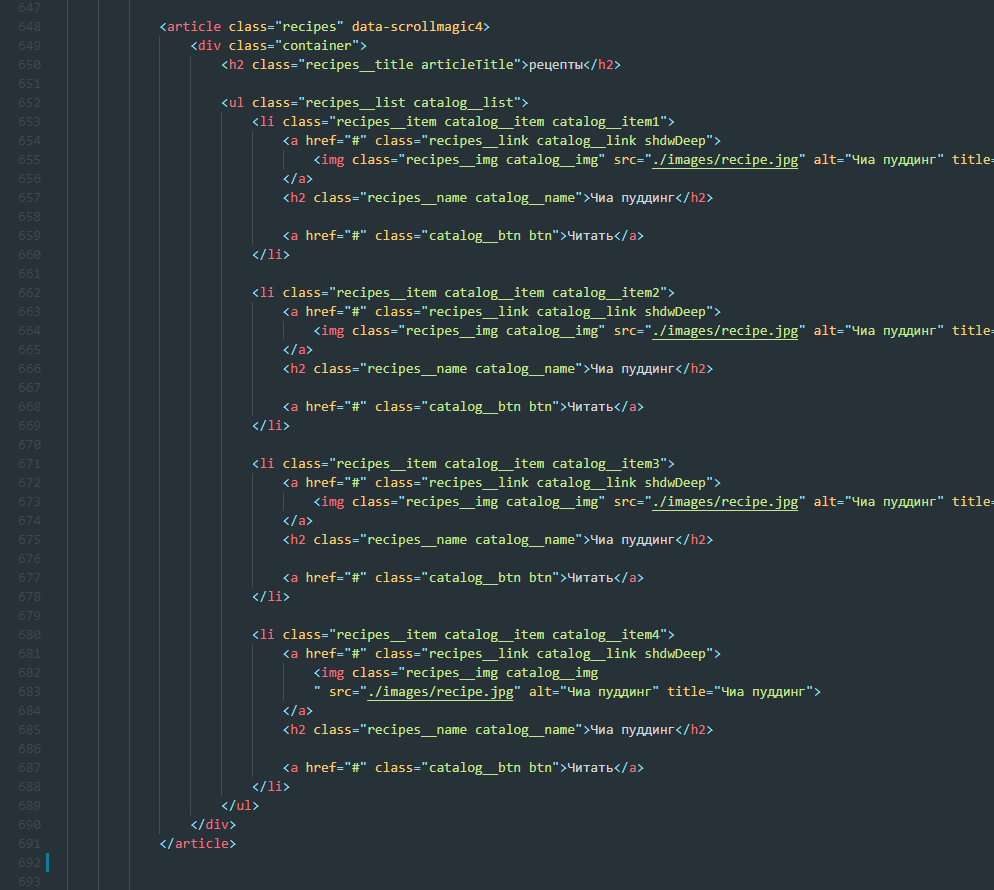 647
648 <article class="recipes" data-scrollmagic4>
649 <div class="container">
650 <h2 class="recipes__title articleTitle">рецепты</h2>
651
652 <ul class="recipes__list catalog__list">
653 <li class="recipes__item catalog__item catalog__item1">
654 <a href="#" class="recipes__link catalog__link shdwDeep">
655 <img class="recipes__img catalog__img" src="./images/recipe.jpg" alt="Чиа пуддинг" title=
656 </a>
657 <h2 class="recipes__name catalog__name">Чиа пуддинг</h2>
658
659 <a href="#" class="catalog__btn btn">Читать</a>
660 </li>
661
662 <li class="recipes__item catalog__item catalog__item2">
663 <a href="#" class="recipes__link catalog__link shdwDeep">
664 <img class="recipes__img catalog__img" src="./images/recipe.jpg" alt="Чиа пуддинг" title=
665 </a>
666 <h2 class="recipes__name catalog__name">Чиа пуддинг</h2>
667
668 <a href="#" class="catalog__btn btn">Читать</a>
669 </li>
670
671 <li class="recipes__item catalog__item catalog__item3">
672 <a href="#" class="recipes__link catalog__link shdwDeep">
673 <img class="recipes__img catalog__img" src="./images/recipe.jpg" alt="Чиа пуддинг" title=
674 </a>
675 <h2 class="recipes__name catalog__name">Чиа пуддинг</h2>
676
677 <a href="#" class="catalog__btn btn">Читать</a>
678 </li>
679
680 <li class="recipes__item catalog__item catalog__item4">
681 <a href="#" class="recipes__link catalog__link shdwDeep">
682 <img class="recipes__img catalog__img
683 " src="./images/recipe.jpg" alt="Чиа пуддинг" title="Чиа пуддинг">
684 </a>
685 <h2 class="recipes__name catalog__name">Чиа пуддинг</h2>
686
687 <a href="#" class="catalog__btn btn">Читать</a>
688 </li>
689 </ul>
690 </div>
691 </article>
692
693